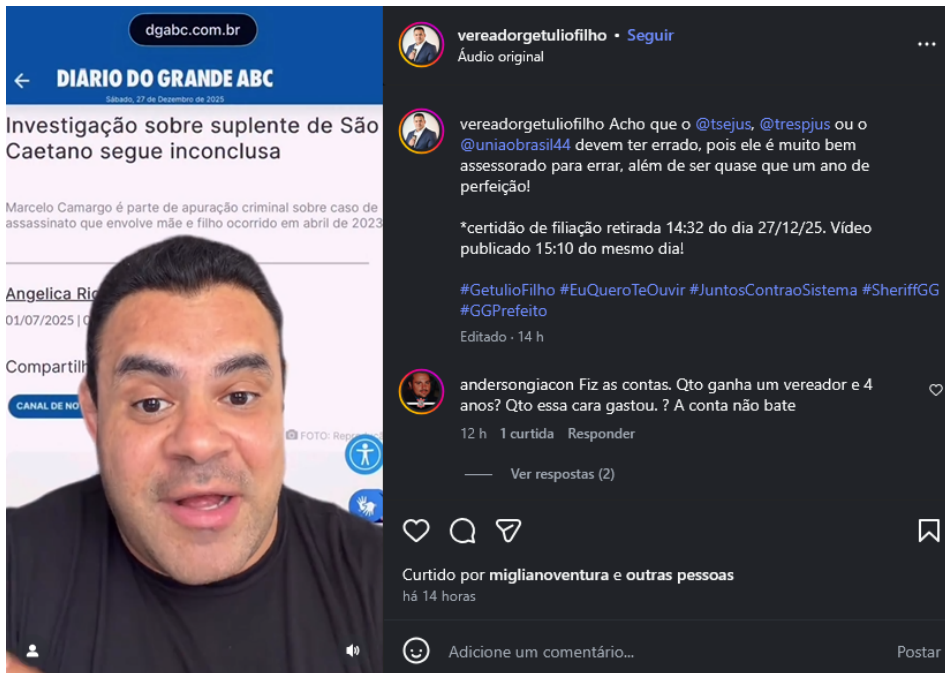 dgabc.com.br
DIÁRIO DO GRANDE ABC
Sábado, 27 de Dezembro de 2025
Investigação sobre suplente de São
Caetano segue inconclusa
Marcelo Camargo é parte de apuração criminal sobre caso de
assassinato que envolve mãe e filho ocorrido em abril de 2023
Angelica
01/07/2025 |
CANAL DE
FOTO:
vereadorgetuliofilho • Seguir
Áudio original
vereadorgetuliofilho Acho que o @tsejus, @trespjus ou o
@uniaobrasil44 devem ter errado, pois ele é muito bem
assessorado para errar, além de ser quase que um ano de
perfeição!
*certidão de filiação retirada 14:32 do dia 27/12/25. Vídeo
publicado 15:10 do mesmo dia!
#GetulioFilho #EuQueroTeOuvir #JuntosContraoSistema #SheriffGG
#GGPrefeito
Editado · 14 h
andersongiacon Fiz as contas. Qto ganha um vereador e 4
anos? Qto essa cara gastou. ? A conta não bate
12 h 1 curtida Responder
Ver respostas (2)
Curtido por miglianoventura e outras pessoas
há 14 horas
Adicione um comentário...
Postar